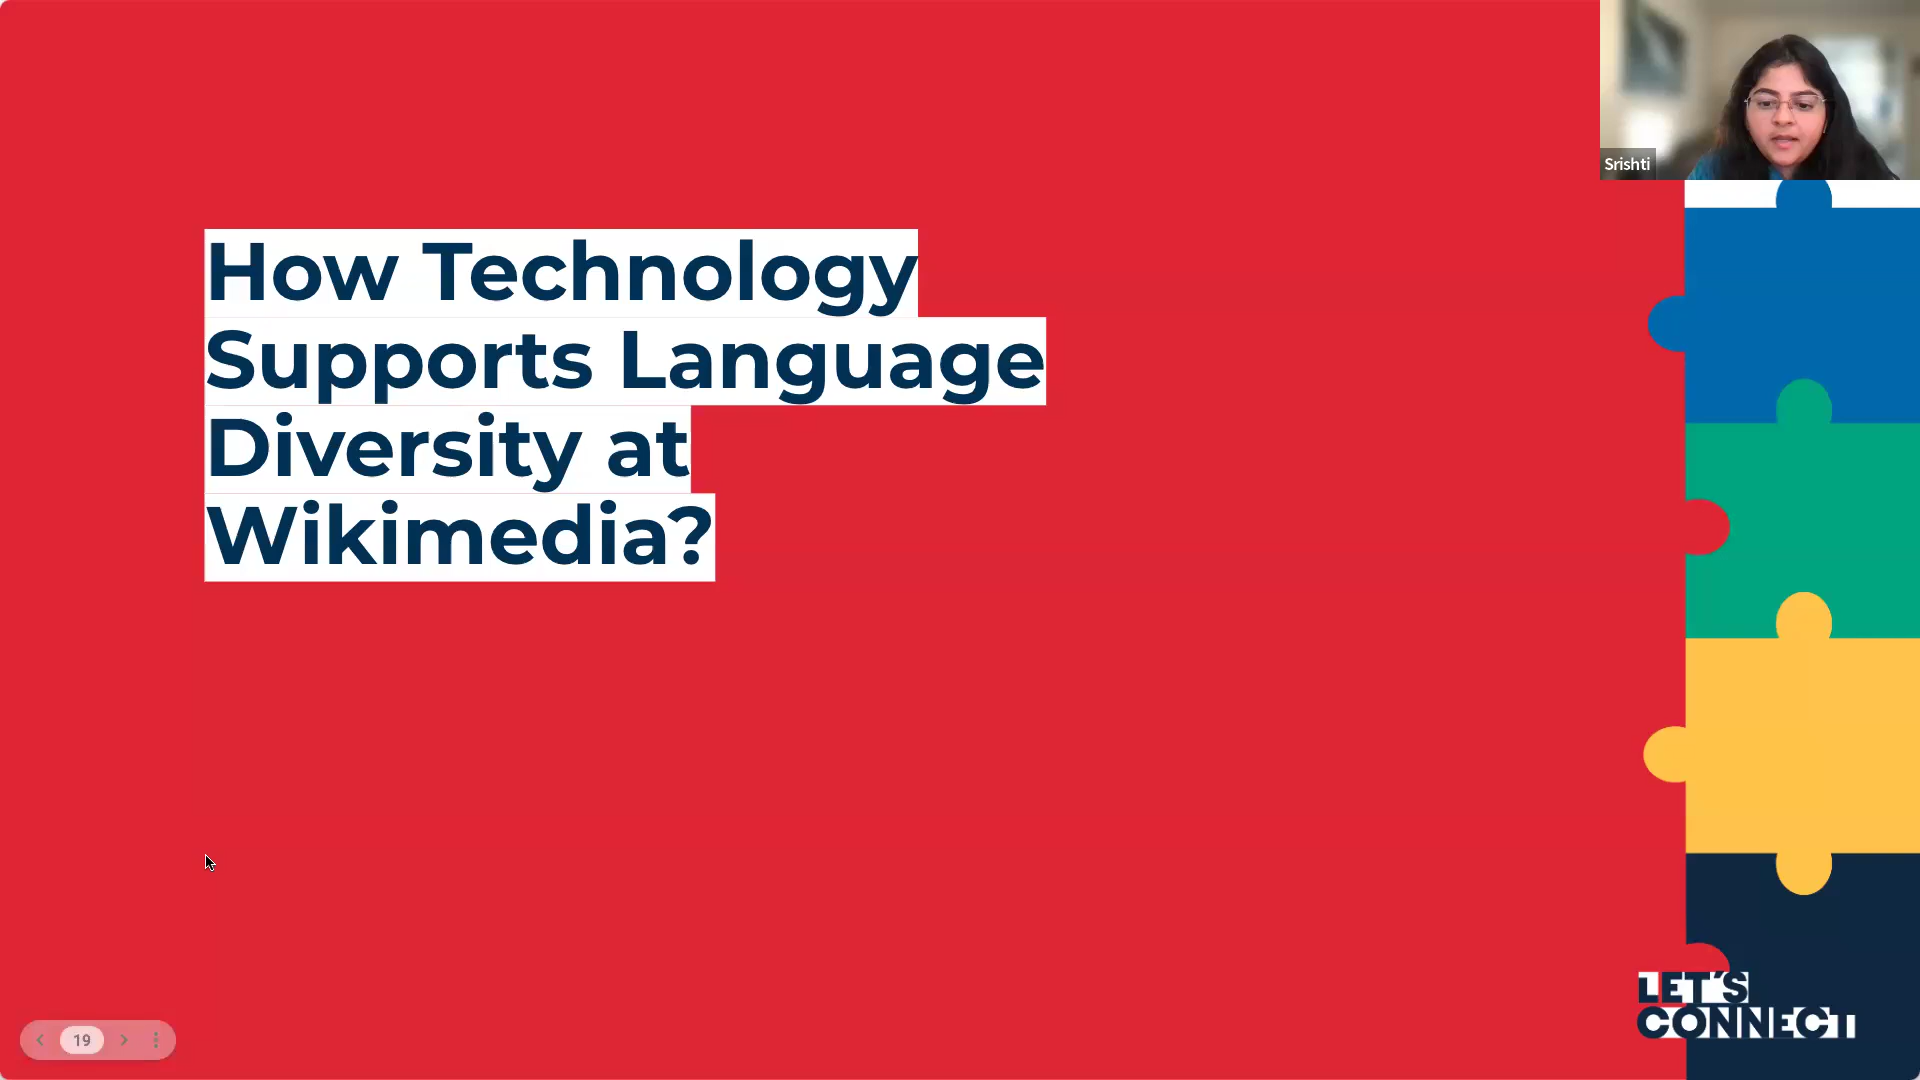 Srishti
How Technology
Supports Language
Diversity at
Wikimedia?
19
LET'S
CONNECT